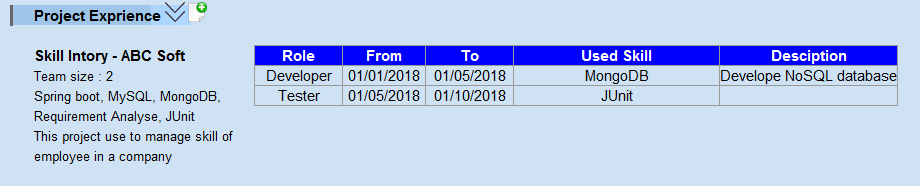 Project Exprience
Skill Intory - ABC Soft
Team size : 2
Spring boot, MySQL, MongoDB,
Requirement Analyse, JUnit
This project use to manage skill of
employee in a company
Role From To Used Skill Desciption
Developer 01/01/2018 01/05/2018 MongoDB Develope NoSQL database
Tester 01/05/2018 01/10/2018 JUnit